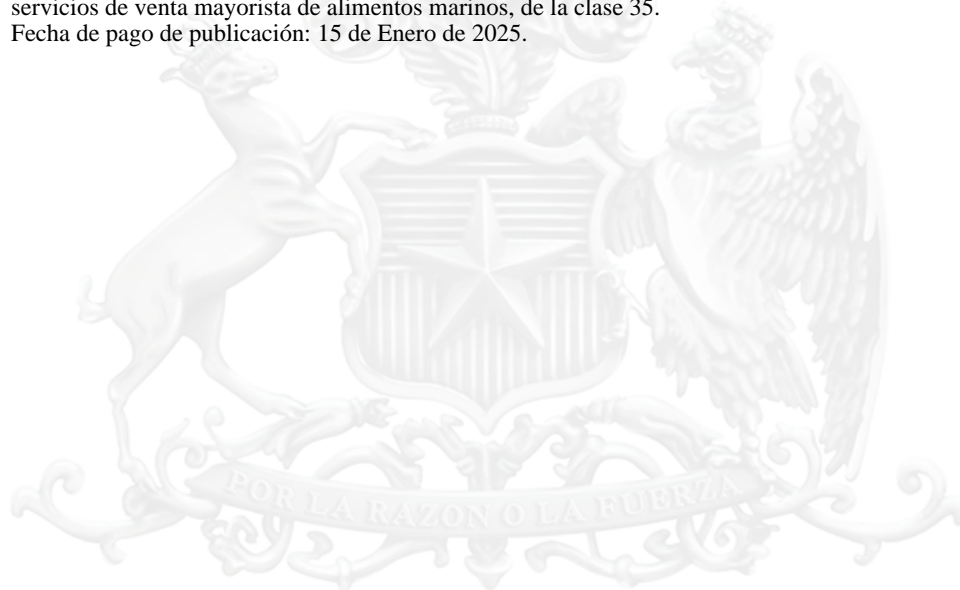 servicios de venta mayorista de alimentos marinos, de la clase 35.
Fecha de pago de publicación: 15 de Enero de 2025.
POR LA RAZON O LA FUERZA